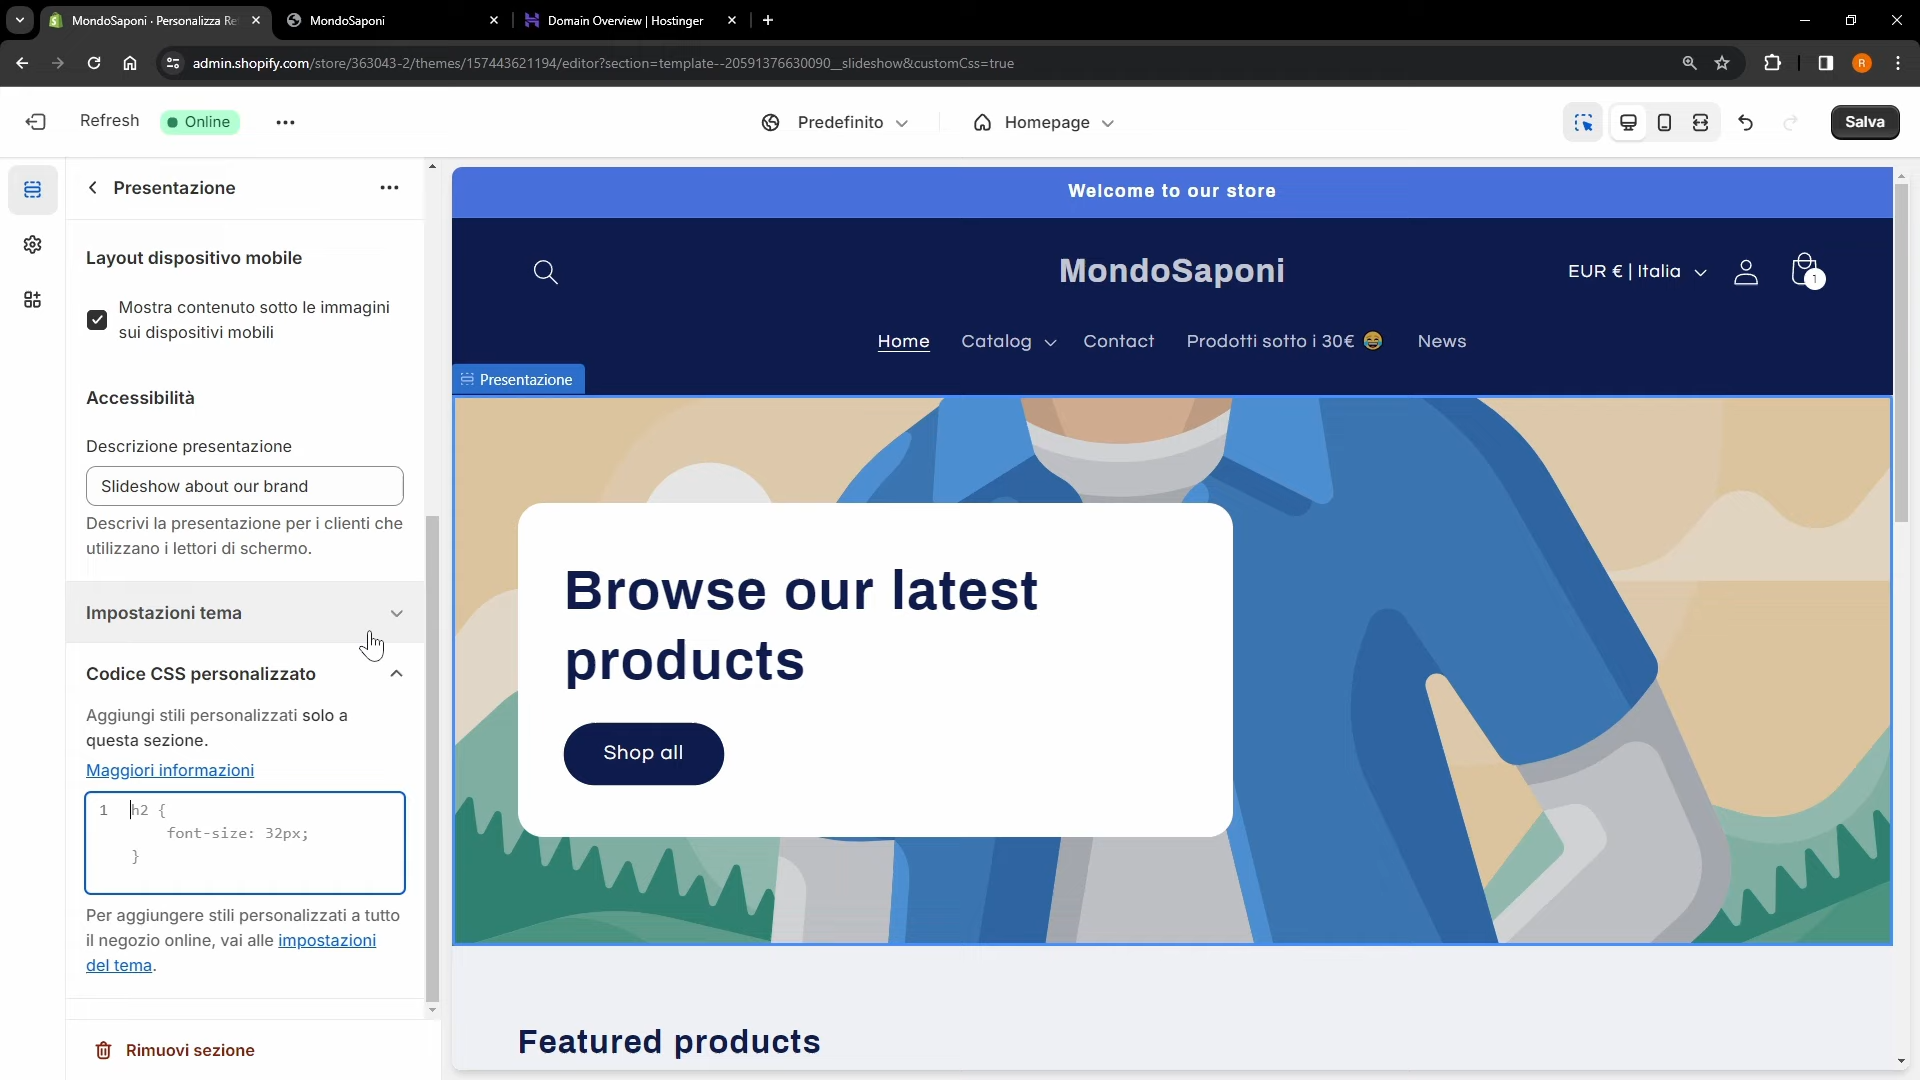 MondoSaponi · Personalizza Re
MondoSaponi
Domain Overview | Hostinger
admin.shopify.com/store/363043-2/themes/157443621194/editor?section=template--20591376630090__slideshow&customCss=true
R
Refresh
Online
Predefinito
Homepage
Salva
Presentazione
Layout dispositivo mobile
Mostra contenuto sotto le immagini
sui dispositivi mobili
Accessibilità
Descrizione presentazione
Slideshow about our brand
Descrivi la presentazione per i clienti che
utilizzano i lettori di schermo.
Impostazioni tema
Codice CSS personalizzato
Aggiungi stili personalizzati solo a
questa sezione.
Maggiori informazioni
1 h2 {
font-size: 32px;
}
Per aggiungere stili personalizzati a tutto
il negozio online, vai alle impostazioni
del tema.
Rimuovi sezione
Welcome to our store
MondoSaponi
EUR € | Italia
1
Home Catalog Contact Prodotti sotto i 30€ 😂 News
Presentazione
Browse our latest
products
Shop all
Featured products